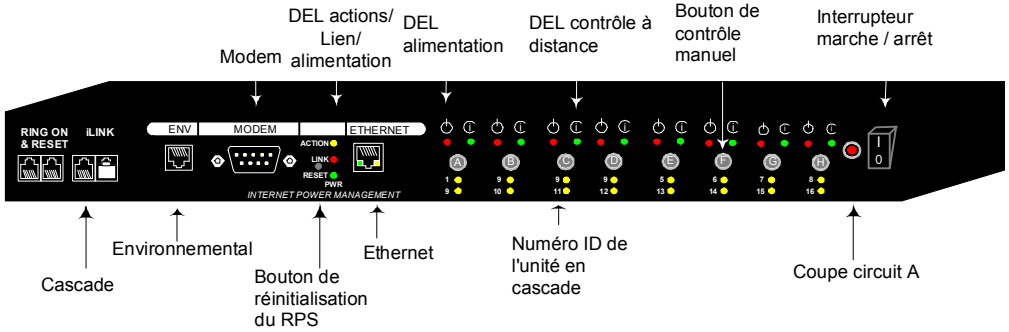 DEL actions/
Lien/
alimentation
DEL
alimentation
DEL contrôle à
distance
Bouton de
contrôle
manuel
Interrupteur
marche / arrêt
Modem
RING ON
& RESET
iLINK
ENV
MODEM
ETHERNET
ACTION
LINK
RESET
PWR
INTERNET POWER MANAGEMENT
A
B
C
D
E
F
G
H
1 9 9 9 5 6 7 8
9 10 11 12 13 14 15 16
I
0
Cascade
Environnemental
Bouton de
réinitialisation
du RPS
Ethernet
Numéro ID de
l'unité en
cascade
Coupe circuit A